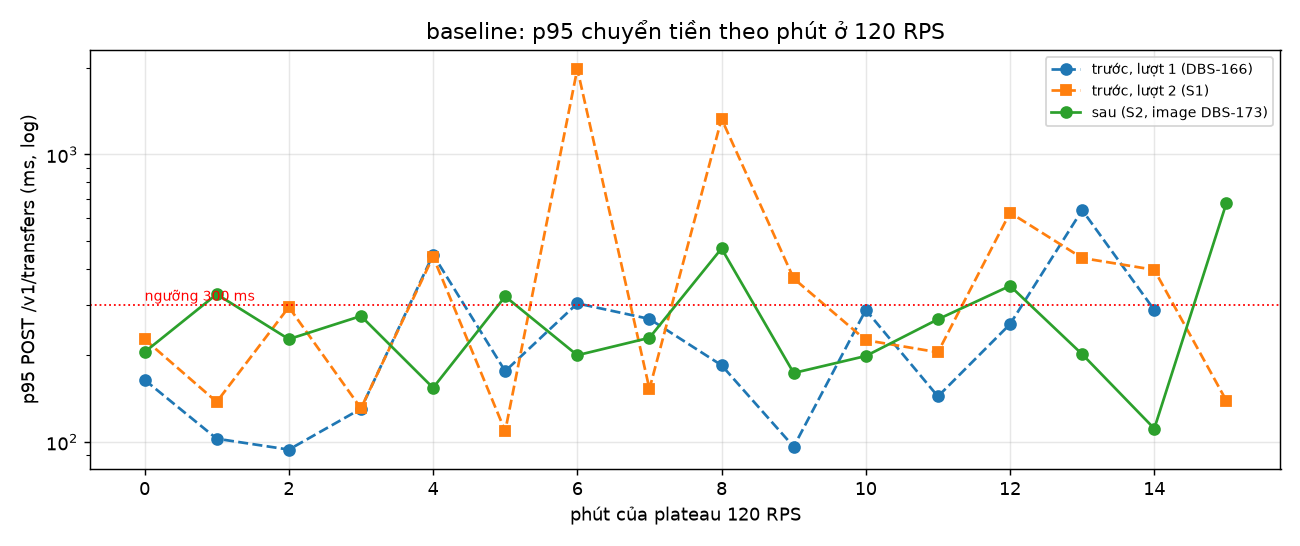 baseline: p95 chuyển tiền theo phút ở 120 RPS
p95 POST /v1/transfers (ms, log)
10³
10²
ngưỡng 300 ms
trước, lượt 1 (DBS-166)
trước, lượt 2 (S1)
sau (S2, image DBS-173)
0 2 4 6 8 10 12 14
phút của plateau 120 RPS